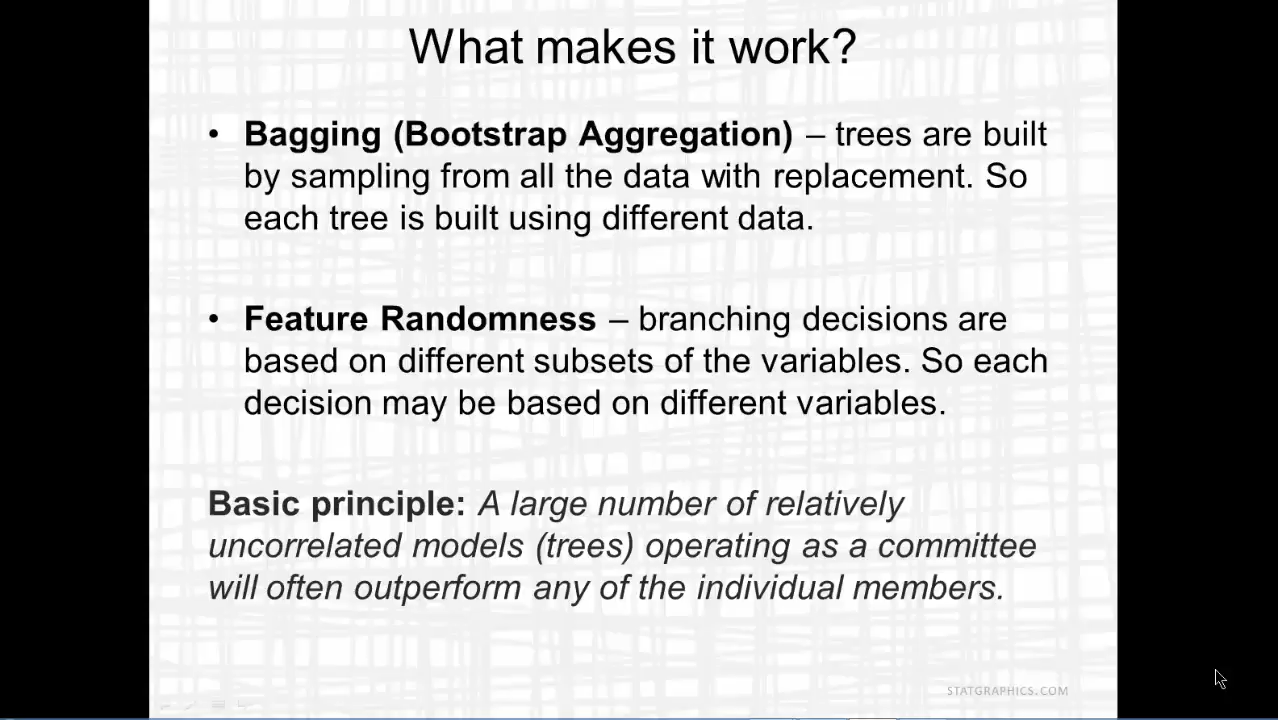 What makes it work?
• Bagging (Bootstrap Aggregation) – trees are built
by sampling from all the data with replacement. So
each tree is built using different data.
• Feature Randomness – branching decisions are
based on different subsets of the variables. So each
decision may be based on different variables.
Basic principle: A large number of relatively
uncorrelated models (trees) operating as a committee
will often outperform any of the individual members.
STATGRAPHICS.COM